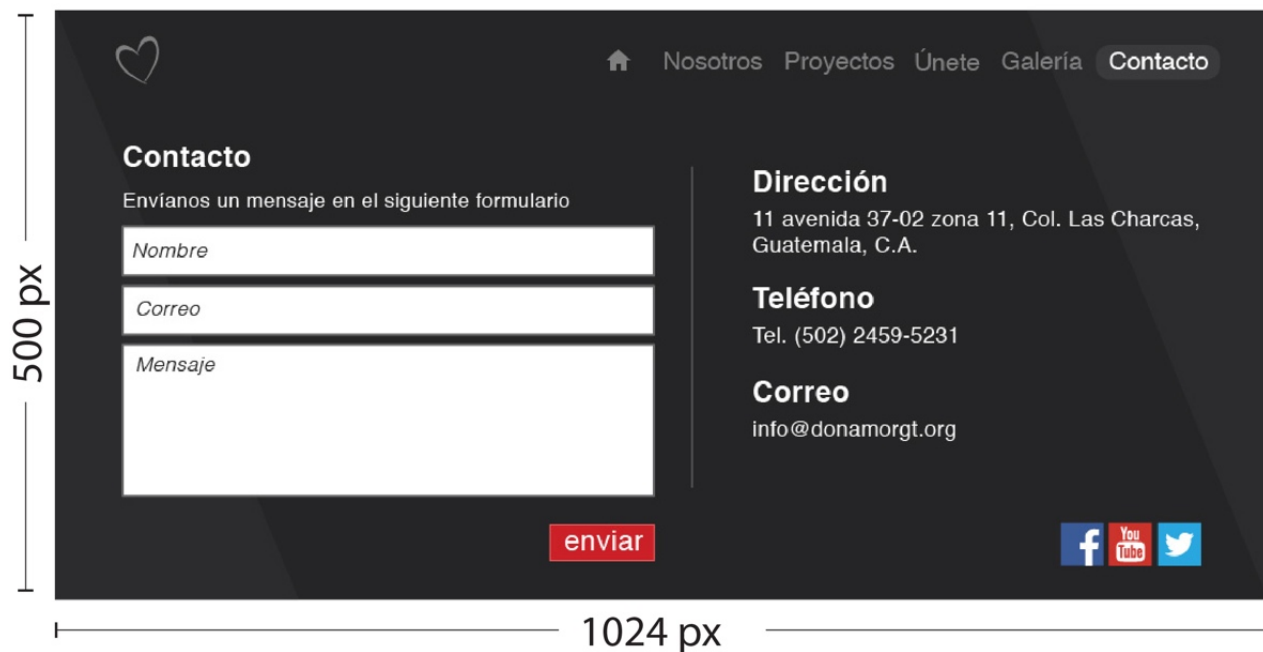 Nosotros Proyectos Únete Galería Contacto
Contacto
Envíanos un mensaje en el siguiente formulario
Nombre
Correo
Mensaje
enviar
Dirección
11 avenida 37-02 zona 11, Col. Las Charcas,
Guatemala, C.A.
Teléfono
Tel. (502) 2459-5231
Correo
info@donamorgt.org
f
You
Tube
500 px
1024 px